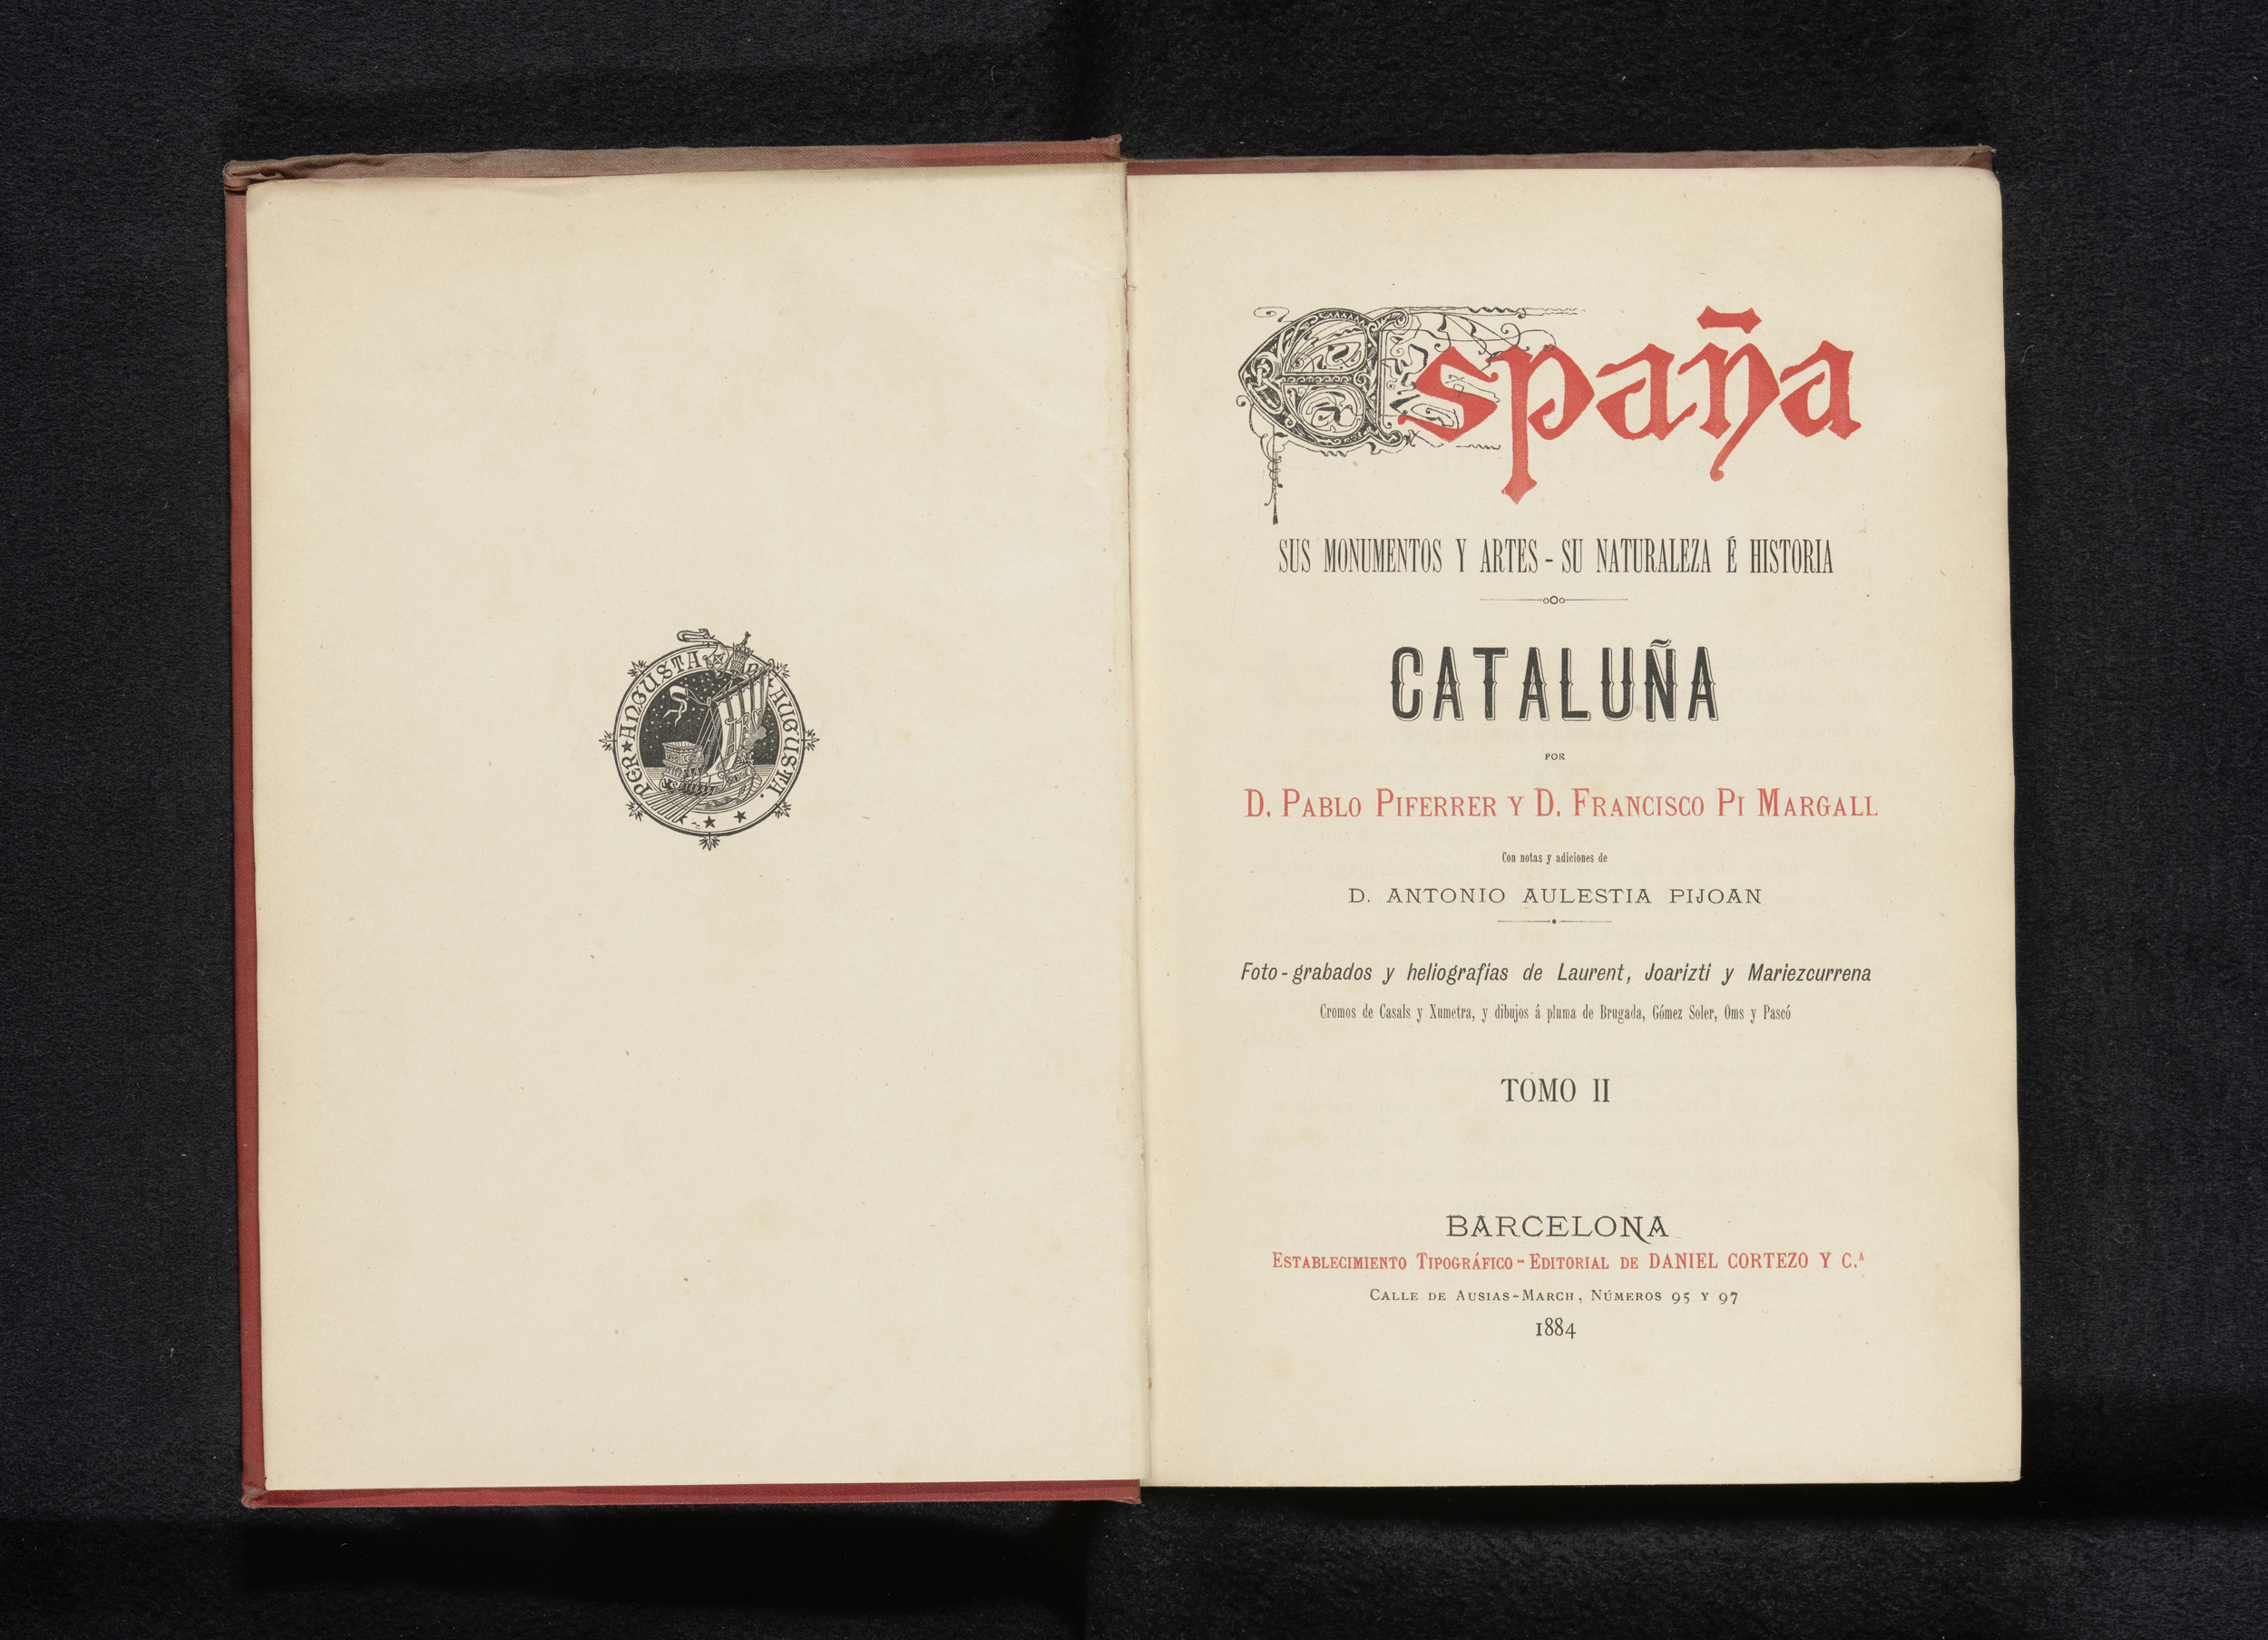 PER ★ ANGUSTA AD AUGUSTA.
España
SUS MONUMENTOS Y ARTES - SU NATURALEZA É HISTORIA
CATALUÑA
POR
D. PABLO PIFERRER Y D. FRANCISCO PI MARGALL
Con notas y adiciones de
D. ANTONIO AULESTIA PIJOAN
Foto-grabados y heliografías de Laurent, Joarizti y Mariezcurrena
Cromos de Casals y Xumetra, y dibujos á pluma de Brugada, Gómez Soler, Oms y Pascó
TOMO II
BARCELONA
ESTABLECIMIENTO TIPOGRÁFICO-EDITORIAL DE DANIEL CORTEZO Y C.ᴬ
CALLE DE AUSIAS-MARCH, NÚMEROS 95 Y 97
1884